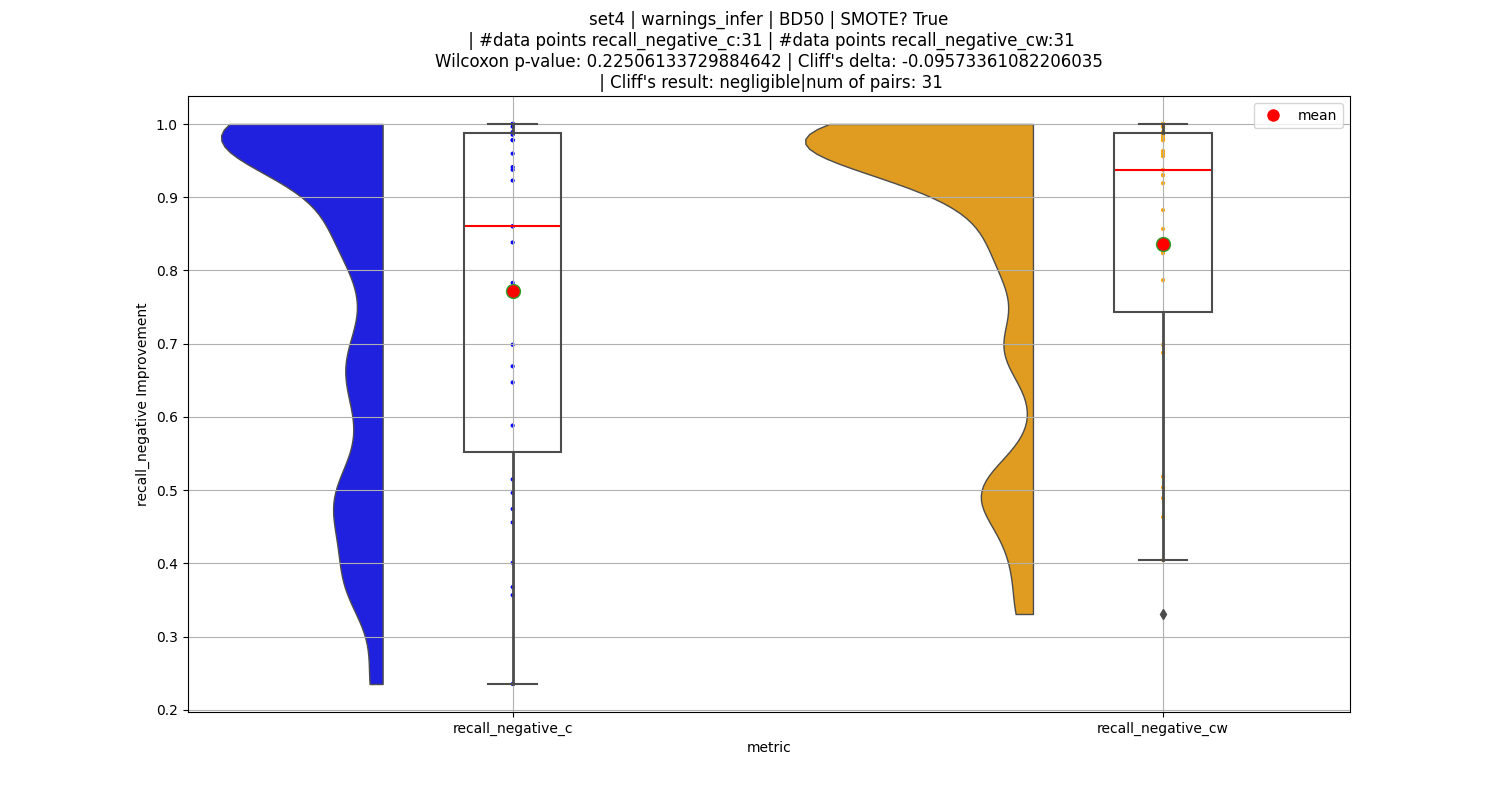 set4 | warnings_infer | BD50 | SMOTE? True
| #data points recall_negative_c:31 | #data points recall_negative_cw:31
Wilcoxon p-value: 0.22506133729884642 | Cliff's delta: -0.09573361082206035
| Cliff's result: negligible|num of pairs: 31
mean
1.0
0.9
0.8
0.7
0.6
0.5
0.4
0.3
0.2
recall_negative Improvement
recall_negative_c
recall_negative_cw
metric